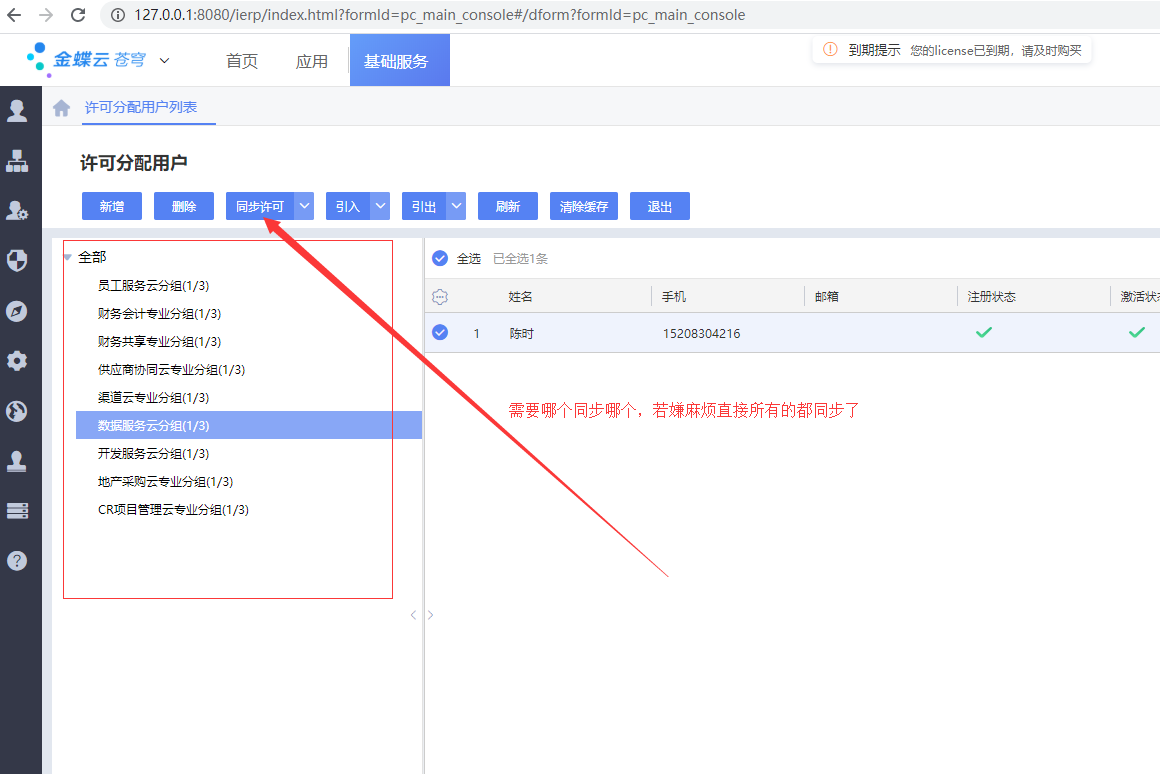 127.0.0.1:8080/ierp/index.html?formId=pc_main_console#/dform?formId=pc_main_console
金蝶云 苍穹
首页 应用 基础服务
到期提示 您的license已到期，请及时购买
许可分配用户列表
许可分配用户
新增 删除 同步许可 引入 引出 刷新 清除缓存 退出
全部
员工服务云分组(1/3)
财务会计专业分组(1/3)
财务共享专业分组(1/3)
供应商协同云专业分组(1/3)
渠道云专业分组(1/3)
数据服务云分组(1/3)
开发服务云分组(1/3)
地产采购云专业分组(1/3)
CR项目管理云专业分组(1/3)
全选 已全选1条
姓名 手机 邮箱 注册状态 激活状
1 陈时 15208304216
需要哪个同步哪个，若嫌麻烦直接所有的都同步了